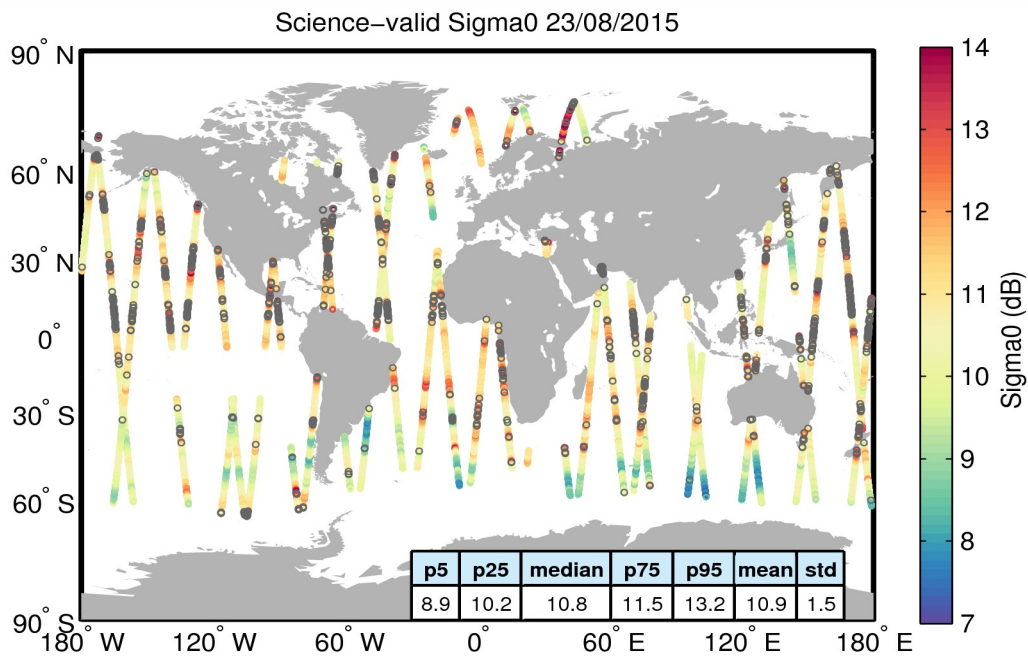 Science−valid Sigma0 23/08/2015
90° N
60° N
30° N
0°
30° S
60° S
90° S
180° W
120° W
60° W
0°
60° E
120° E
180° E
p5 p25 median p75 p95 mean std
8.9 10.2 10.8 11.5 13.2 10.9 1.5
14
13
12
11
10
9
8
7
Sigma0 (dB)